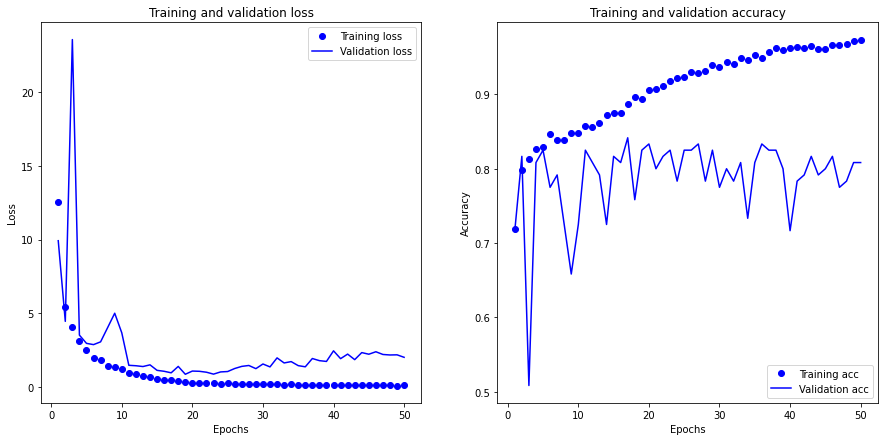 Training and validation loss
Training loss
Validation loss
20
15
10
5
0
Loss
0
10
20
30
40
50
Epochs
Training and validation accuracy
0.9
0.8
0.7
0.6
0.5
Accuracy
Training acc
Validation acc
0
10
20
30
40
50
Epochs